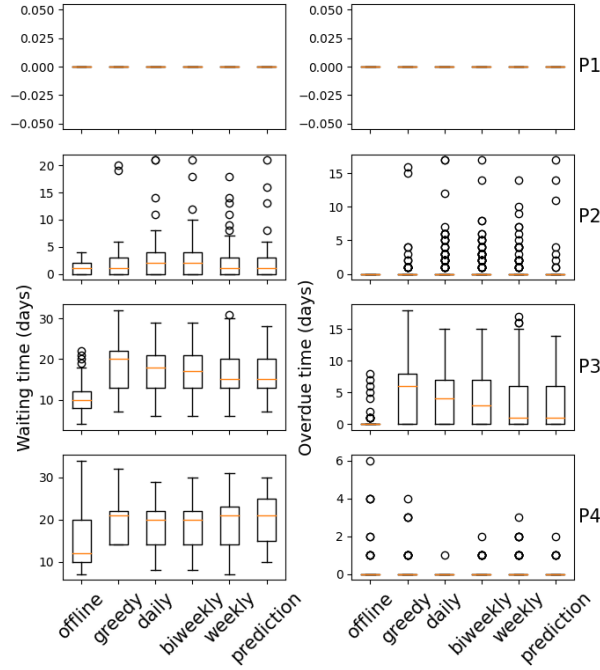 0.050
0.025
0.000
−0.025
−0.050
0.050
0.025
0.000
−0.025
−0.050
P1
20
15
10
5
0
15
10
5
0
P2
Waiting time (days)
30
20
10
Overdue time (days)
15
10
5
0
P3
30
20
10
6
4
2
0
P4
offline
greedy
daily
biweekly
weekly
prediction
offline
greedy
daily
biweekly
weekly
prediction